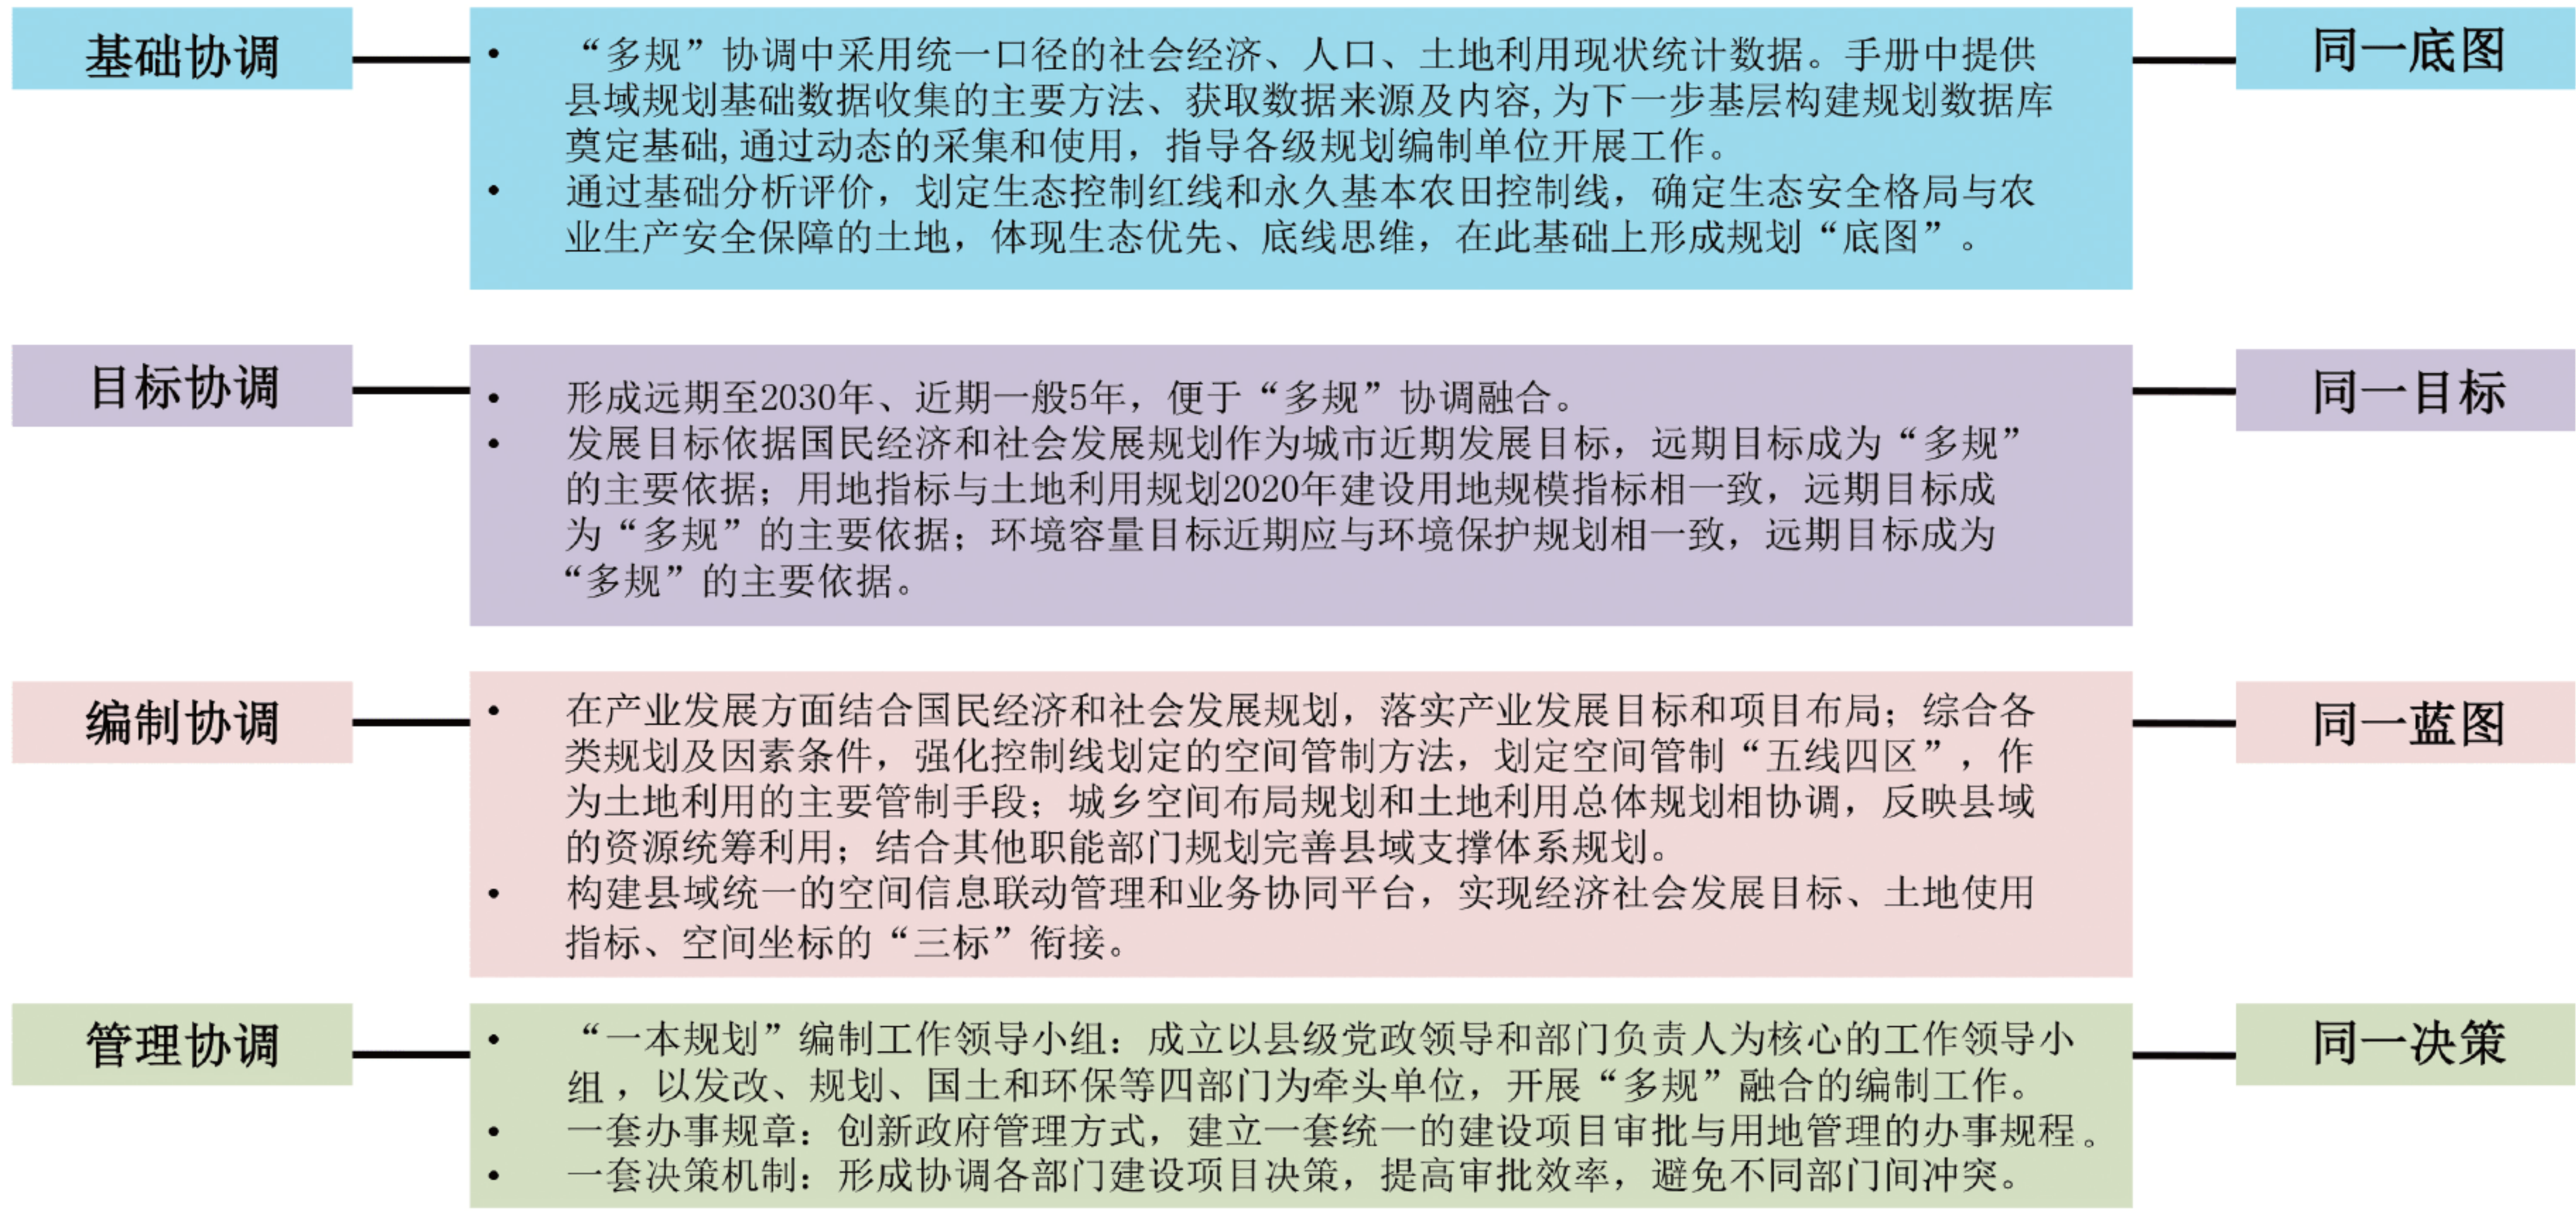 基础协调
• “多规”协调中采用统一口径的社会经济、人口、土地利用现状统计数据。手册中提供
县域规划基础数据收集的主要方法、获取数据来源及内容,为下一步基层构建规划数据库
奠定基础,通过动态的采集和使用，指导各级规划编制单位开展工作。
• 通过基础分析评价，划定生态控制红线和永久基本农田控制线，确定生态安全格局与农
业生产安全保障的土地，体现生态优先、底线思维，在此基础上形成规划“底图”。
同一底图
目标协调
• 形成远期至2030年、近期一般5年，便于“多规”协调融合。
• 发展目标依据国民经济和社会发展规划作为城市近期发展目标，远期目标成为“多规”
的主要依据；用地指标与土地利用规划2020年建设用地规模指标相一致，远期目标成
为“多规”的主要依据；环境容量目标近期应与环境保护规划相一致，远期目标成为
“多规”的主要依据。
同一目标
编制协调
• 在产业发展方面结合国民经济和社会发展规划，落实产业发展目标和项目布局；综合各
类规划及因素条件，强化控制线划定的空间管制方法，划定空间管制“五线四区”，作
为土地利用的主要管制手段；城乡空间布局规划和土地利用总体规划相协调，反映县域
的资源统筹利用；结合其他职能部门规划完善县域支撑体系规划。
• 构建县域统一的空间信息联动管理和业务协同平台，实现经济社会发展目标、土地使用
指标、空间坐标的“三标”衔接。
同一蓝图
管理协调
• “一本规划”编制工作领导小组：成立以县级党政领导和部门负责人为核心的工作领导小
组，以发改、规划、国土和环保等四部门为牵头单位，开展“多规”融合的编制工作。
• 一套办事规章：创新政府管理方式，建立一套统一的建设项目审批与用地管理的办事规程。
• 一套决策机制：形成协调各部门建设项目决策，提高审批效率，避免不同部门间冲突。
同一决策